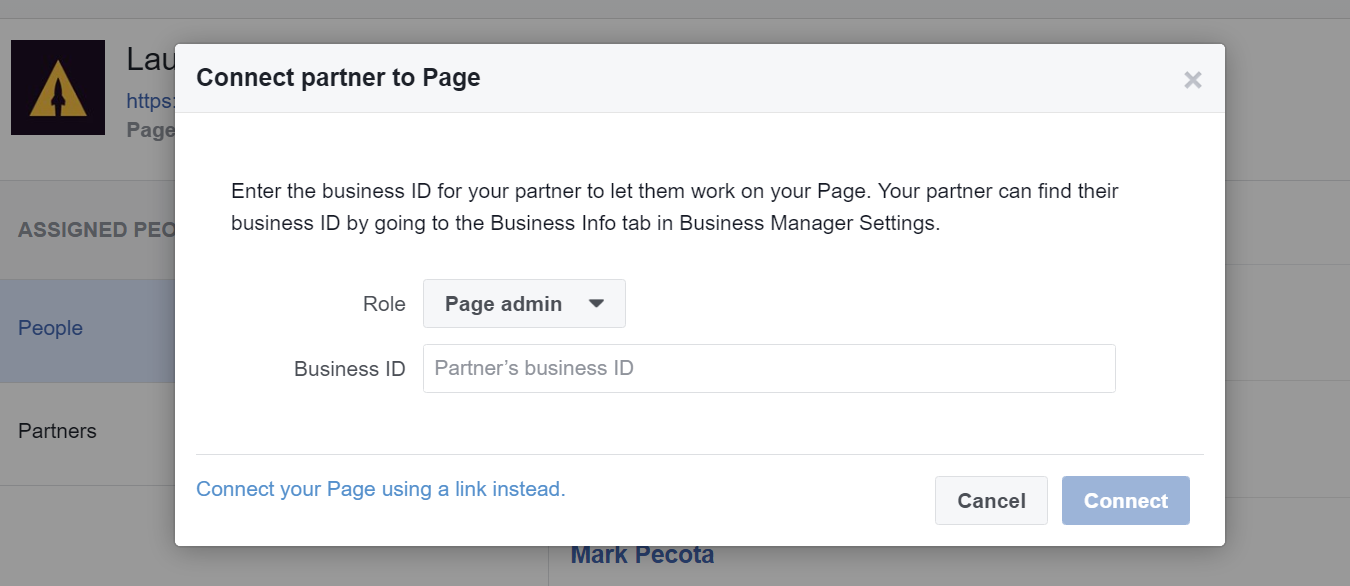 Lau
Connect partner to Page
https:
Page
Enter the business ID for your partner to let them work on your Page. Your partner can find their
business ID by going to the Business Info tab in Business Manager Settings.
ASSIGNED PEO
Role Page admin
People
Business ID Partner’s business ID
Partners
Connect your Page using a link instead.
Cancel Connect
Mark Pecota